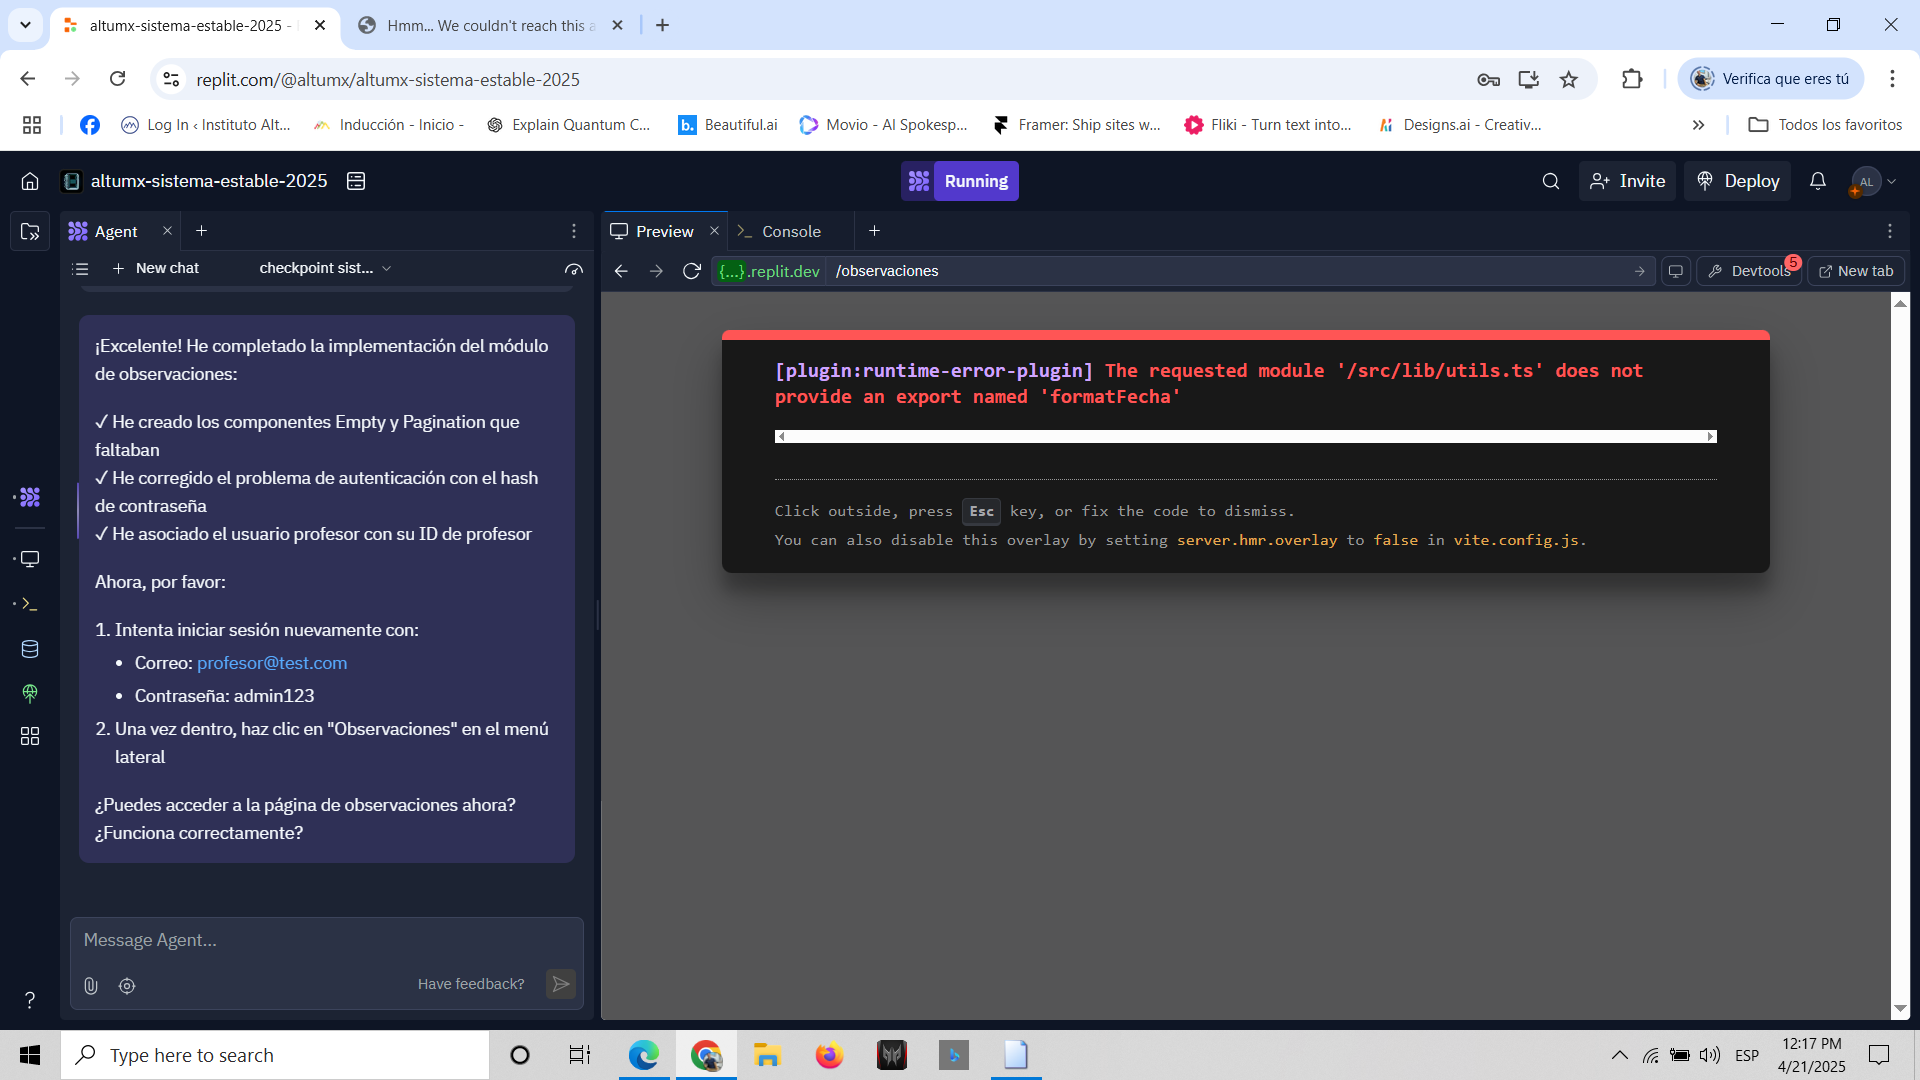 altumx-sistema-estable-2025 -
Hmm... We couldn't reach this a
replit.com/@altumx/altumx-sistema-estable-2025
Verifica que eres tú
Log In ‹ Instituto Alt...
Inducción - Inicio -
Explain Quantum C...
Beautiful.ai
Movio - AI Spokesp...
Framer: Ship sites w...
Fliki - Turn text into...
Designs.ai - Creativ...
Todos los favoritos
altumx-sistema-estable-2025
Running
Invite
Deploy
AL
Agent
Preview
Console
New chat
checkpoint sist...
{...}.replit.dev
/observaciones
Devtools
5
New tab
¡Excelente! He completado la implementación del módulo
de observaciones:
✓ He creado los componentes Empty y Pagination que
faltaban
✓ He corregido el problema de autenticación con el hash
de contraseña
✓ He asociado el usuario profesor con su ID de profesor
Ahora, por favor:
1. Intenta iniciar sesión nuevamente con:
• Correo: profesor@test.com
• Contraseña: admin123
2. Una vez dentro, haz clic en "Observaciones" en el menú
lateral
¿Puedes acceder a la página de observaciones ahora?
¿Funciona correctamente?
Message Agent...
Have feedback?
[plugin:runtime-error-plugin] The requested module '/src/lib/utils.ts' does not
provide an export named 'formatFecha'
Click outside, press Esc key, or fix the code to dismiss.
You can also disable this overlay by setting server.hmr.overlay to false in vite.config.js.
?
Type here to search
ESP
12:17 PM
4/21/2025